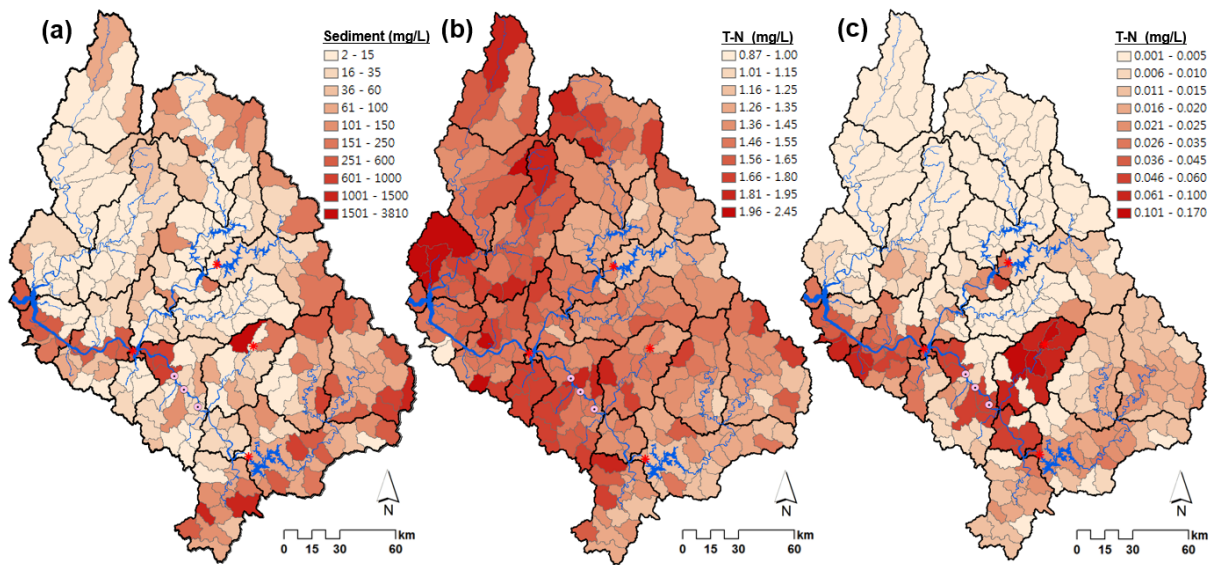 (a)
Sediment (mg/L)
2 - 15
16 - 35
36 - 60
61 - 100
101 - 150
151 - 250
251 - 600
601 - 1000
1001 - 1500
1501 - 3810
N
km
0 15 30 60
(b)
T-N (mg/L)
0.87 - 1.00
1.01 - 1.15
1.16 - 1.25
1.26 - 1.35
1.36 - 1.45
1.46 - 1.55
1.56 - 1.65
1.66 - 1.80
1.81 - 1.95
1.96 - 2.45
N
km
0 15 30 60
(c)
T-N (mg/L)
0.001 - 0.005
0.006 - 0.010
0.011 - 0.015
0.016 - 0.020
0.021 - 0.025
0.026 - 0.035
0.036 - 0.045
0.046 - 0.060
0.061 - 0.100
0.101 - 0.170
N
km
0 15 30 60